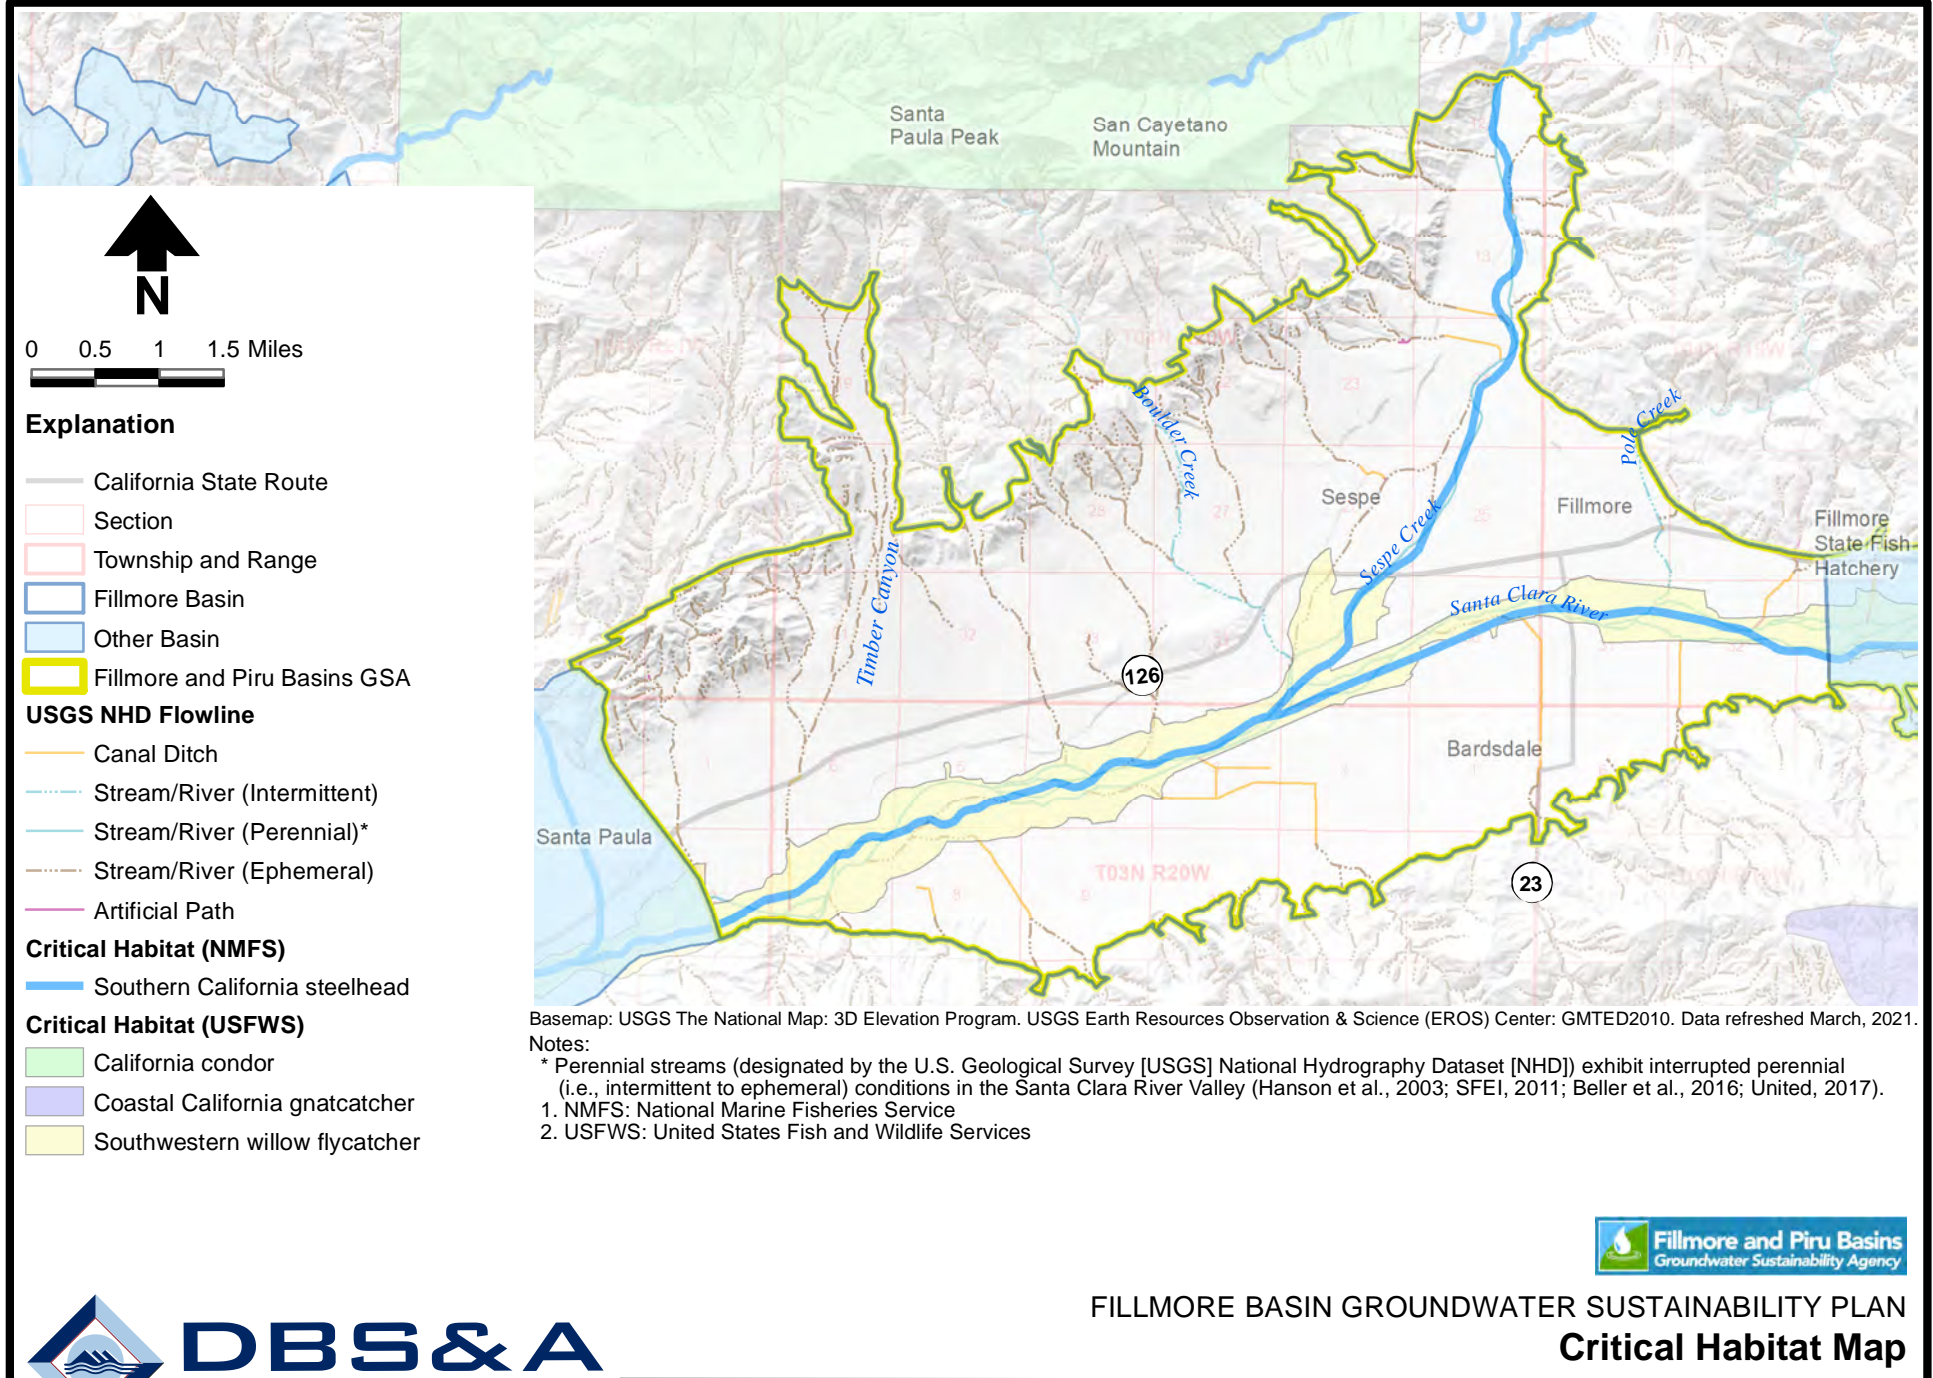 Santa
Paula Peak
San Cayetano
Mountain
N
0 0.5 1 1.5 Miles
Explanation
California State Route
Section
Township and Range
Fillmore Basin
Other Basin
Fillmore and Piru Basins GSA
USGS NHD Flowline
Canal Ditch
Stream/River (Intermittent)
Stream/River (Perennial)*
Stream/River (Ephemeral)
Artificial Path
Critical Habitat (NMFS)
Southern California steelhead
Critical Habitat (USFWS)
California condor
Coastal California gnatcatcher
Southwestern willow flycatcher
Boulder Creek
Pole Creek
Sespe
Sespe Creek
Fillmore
Fillmore
State Fish
Hatchery
Timber Canyon
Santa Clara River
126
Bardsdale
Santa Paula
T03N R20W
23
Basemap: USGS The National Map: 3D Elevation Program. USGS Earth Resources Observation & Science (EROS) Center: GMTED2010. Data refreshed March, 2021.
Notes:
* Perennial streams (designated by the U.S. Geological Survey [USGS] National Hydrography Dataset [NHD]) exhibit interrupted perennial
(i.e., intermittent to ephemeral) conditions in the Santa Clara River Valley (Hanson et al., 2003; SFEI, 2011; Beller et al., 2016; United, 2017).
1. NMFS: National Marine Fisheries Service
2. USFWS: United States Fish and Wildlife Services
Fillmore and Piru Basins
Groundwater Sustainability Agency
FILLMORE BASIN GROUNDWATER SUSTAINABILITY PLAN
Critical Habitat Map
DBS&A